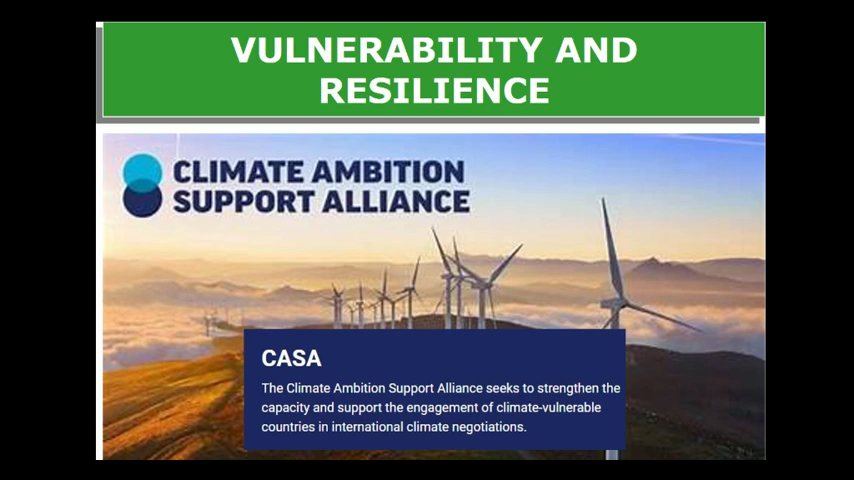 VULNERABILITY AND
RESILIENCE
CLIMATE AMBITION
SUPPORT ALLIANCE
CASA
The Climate Ambition Support Alliance seeks to strengthen the
capacity and support the engagement of climate-vulnerable
countries in international climate negotiations.